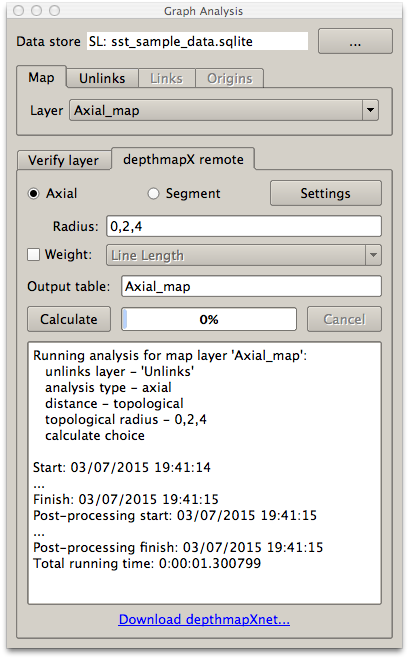 Graph Analysis
Data store SL: sst_sample_data.sqlite ...
Map Unlinks Links Origins
Layer Axial_map
Verify layer depthmapX remote
Axial Segment Settings
Radius: 0,2,4
Weight: Line Length
Output table: Axial_map
Calculate 0% Cancel
Running analysis for map layer 'Axial_map':
unlinks layer - 'Unlinks'
analysis type - axial
distance - topological
topological radius - 0,2,4
calculate choice
Start: 03/07/2015 19:41:14
...
Finish: 03/07/2015 19:41:15
Post-processing start: 03/07/2015 19:41:15
...
Post-processing finish: 03/07/2015 19:41:15
Total running time: 0:00:01.300799
Download depthmapXnet...